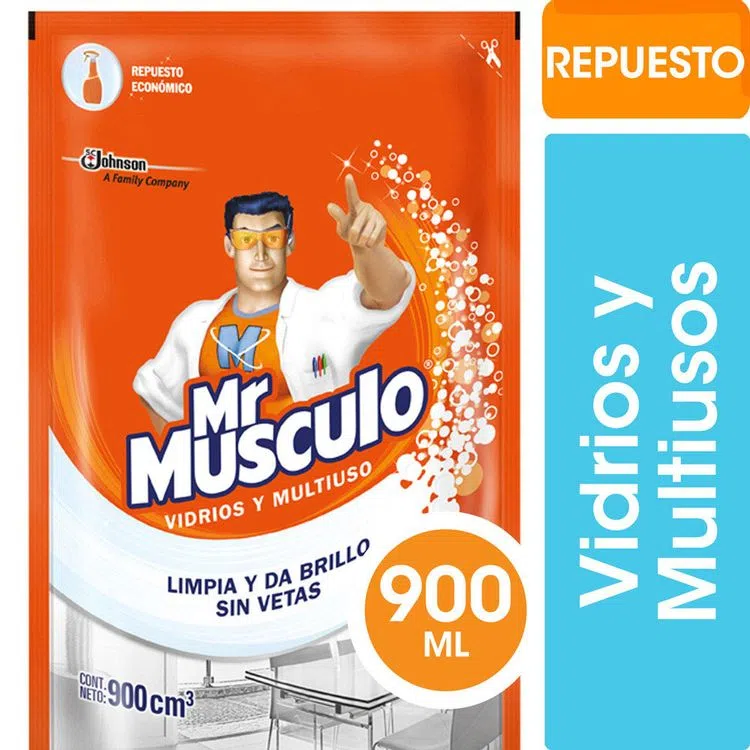 REPUESTO
ECONÓMICO
SC
Johnson
A Family Company
M
Mr
MUSCULO®
VIDRIOS Y MULTIUSO
LIMPIA Y DA BRILLO
SIN VETAS
CONT.
NETO: 900 cm³
900
ML
REPUESTO
Vidrios y
Multiusos